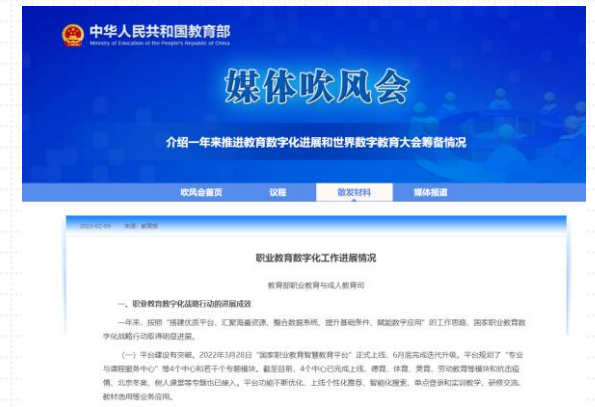 中华人民共和国教育部
Ministry of Education of the People's Republic of China
媒体吹风会
介绍一年来推进教育数字化进展和世界数字教育大会筹备情况
吹风会首页 议程 散发材料 媒体报道
2023-02-09 来源：教育部
职业教育数字化工作进展情况
教育部职业教育与成人教育司
一、职业教育数字化战略行动的进展成效
一年来，按照“搭建优质平台、汇聚海量资源、整合数据系统、提升基础条件、赋能数字应用”的工作思路，国家职业教育数
字化战略行动取得明显进展。
（一）平台建设有突破。2022年3月28日“国家职业教育智慧教育平台”正式上线，6月底完成迭代升级。平台规划了“专业
与课程服务中心”等4个中心和若干个专题模块。截至目前，4个中心已完成上线，德育、体育、美育、劳动教育等模块和抗击疫
情、北京冬奥、树人课堂等专题也已接入。平台功能不断优化、上线个性化推荐、智能化搜索、单点登录和实训教学、研修交流、
教材选用等业务应用。